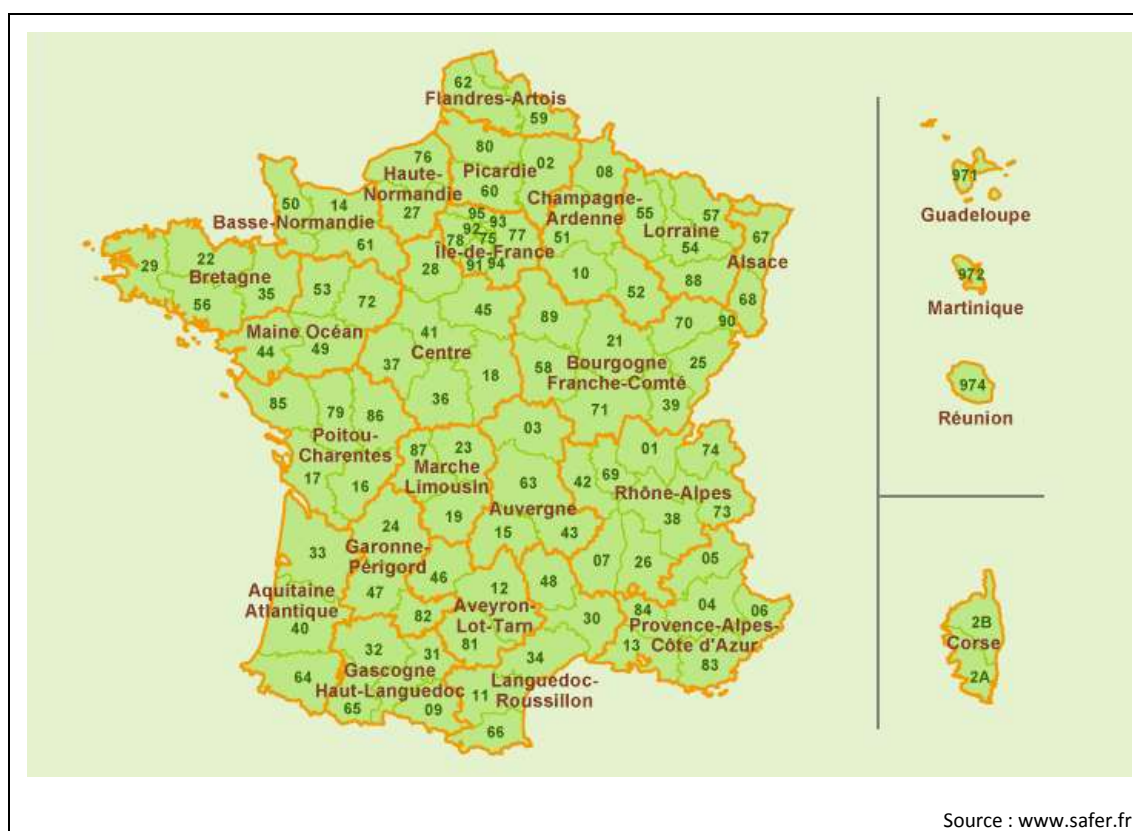 62
Flandres-Artois
59
80
76
02
08
Haute-
Normandie
Picardie
60
Champagne-
Ardenne
50
14
27
95
93
92
78
75
77
Île-de-France
91
94
55
57
Lorraine
54
67
Alsace
Basse-Normandie
61
51
29
22
Bretagne
35
56
28
10
52
88
68
53
72
45
89
70
90
Maine Océan
44
49
41
Centre
37
18
36
21
58
Bourgogne
Franche-Comté
25
71
39
85
79
86
Poitou-
Charentes
17
16
03
87
23
Marche
Limousin
19
63
Auvergne
15
43
42
69
01
74
Rhône-Alpes
38
73
07
26
05
24
Garonne-
Périgord
33
47
46
Aquitaine
Atlantique
40
82
12
Aveyron-
Lot-Tarn
81
48
30
84
04
06
Provence-Alpes-
Côte d'Azur
13
83
32
31
Gascogne
Haut-Languedoc
64
65
09
34
Languedoc-
Roussillon
11
66
971
Guadeloupe
972
Martinique
974
Réunion
2B
Corse
2A
Source : www.safer.fr